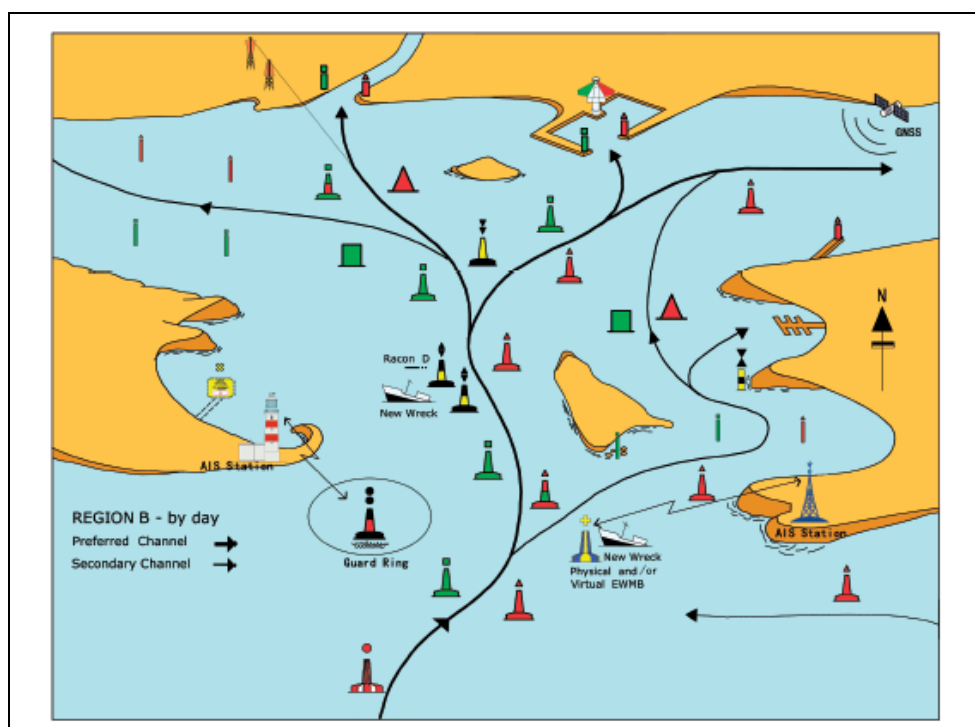 GNSS
N
Racon D
New Wreck
AIS Station
REGION B - by day
Preferred Channel
Secondary Channel
Guard Ring
New Wreck
Physical and/or
Virtual EWMB
AIS Station